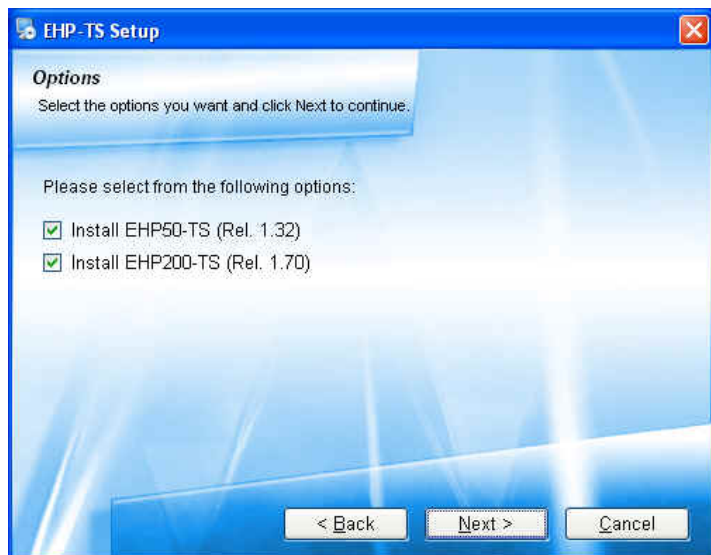 EHP-TS Setup
Options
Select the options you want and click Next to continue.
Please select from the following options:
Install EHP50-TS (Rel. 1.32)
Install EHP200-TS (Rel. 1.70)
< Back
Next >
Cancel